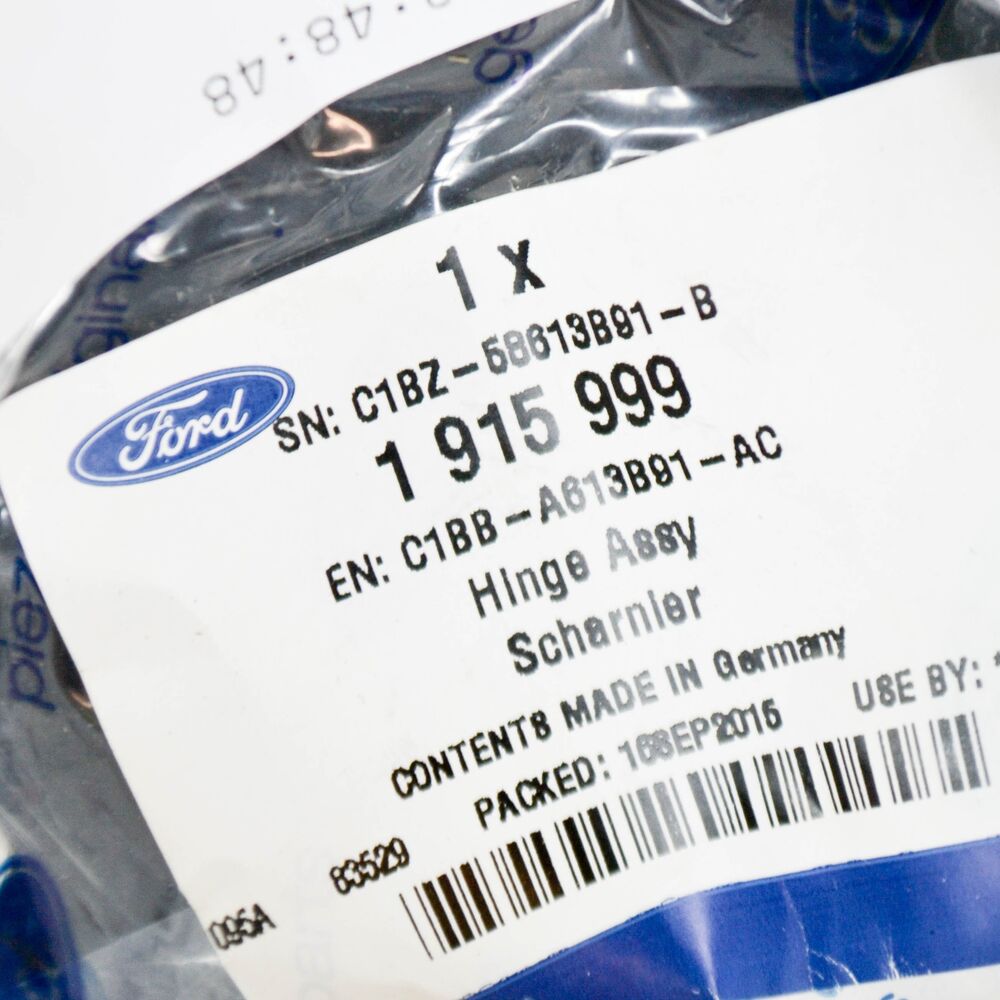 :48:48
1 x
Ford
SN: C1BZ-58613B91-B
1 915 999
EN: C1BB-A613B91-AC
Hinge Assy
Scharnier
CONTENTS MADE IN Germany
PACKED: 16SEP2015
USE BY:
83529
095A